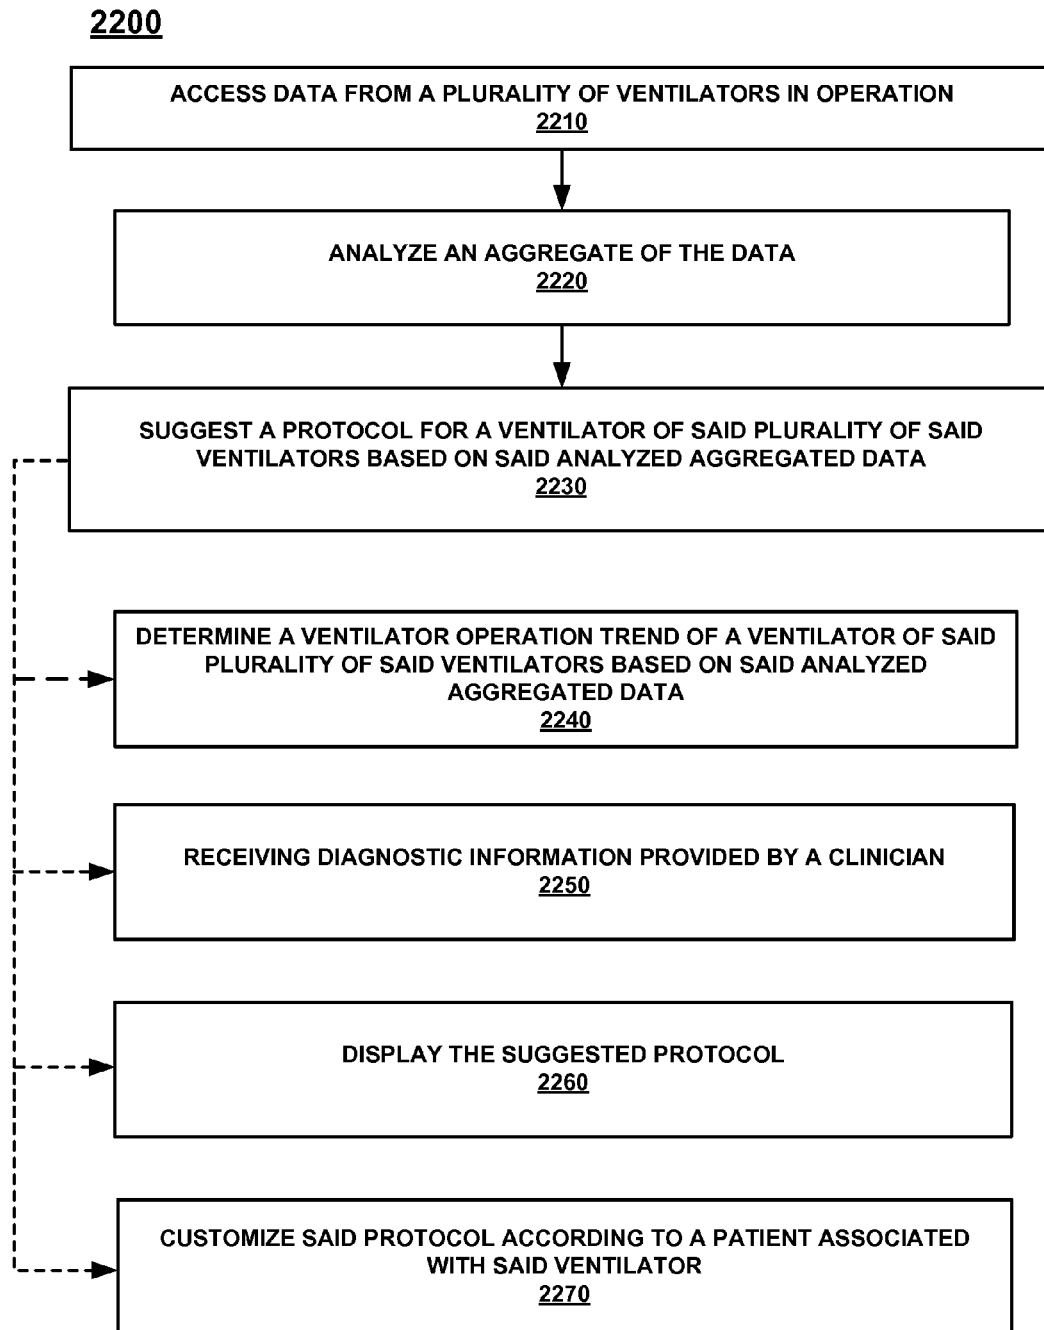 2200
ACCESS DATA FROM A PLURALITY OF VENTILATORS IN OPERATION
2210
ANALYZE AN AGGREGATE OF THE DATA
2220
SUGGEST A PROTOCOL FOR A VENTILATOR OF SAID PLURALITY OF SAID
VENTILATORS BASED ON SAID ANALYZED AGGREGATED DATA
2230
DETERMINE A VENTILATOR OPERATION TREND OF A VENTILATOR OF SAID
PLURALITY OF SAID VENTILATORS BASED ON SAID ANALYZED
AGGREGATED DATA
2240
RECEIVING DIAGNOSTIC INFORMATION PROVIDED BY A CLINICIAN
2250
DISPLAY THE SUGGESTED PROTOCOL
2260
CUSTOMIZE SAID PROTOCOL ACCORDING TO A PATIENT ASSOCIATED
WITH SAID VENTILATOR
2270